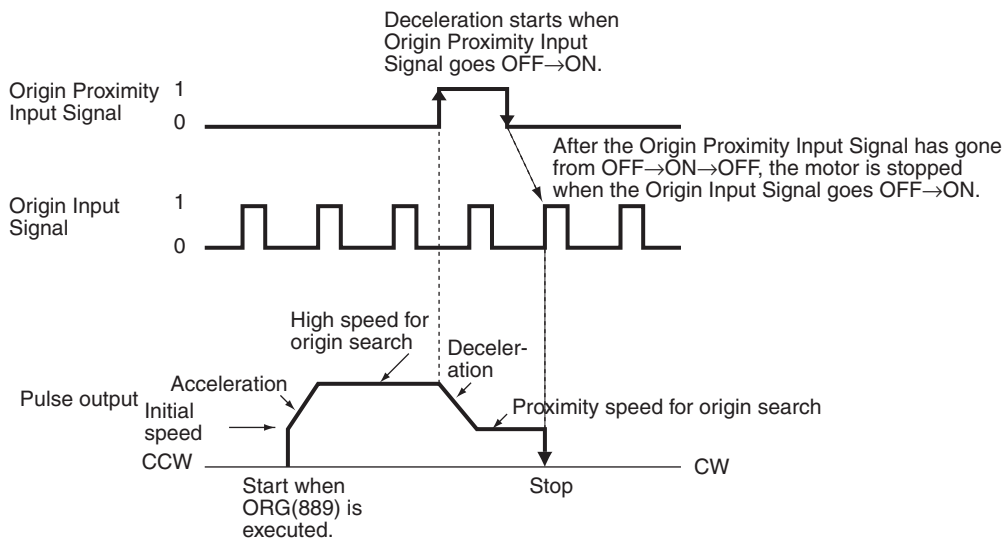 Deceleration starts when
Origin Proximity Input
Signal goes OFF→ON.
Origin Proximity
Input Signal
1
0
After the Origin Proximity Input Signal has gone
from OFF→ON→OFF, the motor is stopped
when the Origin Input Signal goes OFF→ON.
Origin Input
Signal
1
0
High speed for
origin search
Deceler-
ation
Acceleration
Pulse output
Initial
speed
Proximity speed for origin search
CCW
CW
Start when
ORG(889) is
executed.
Stop